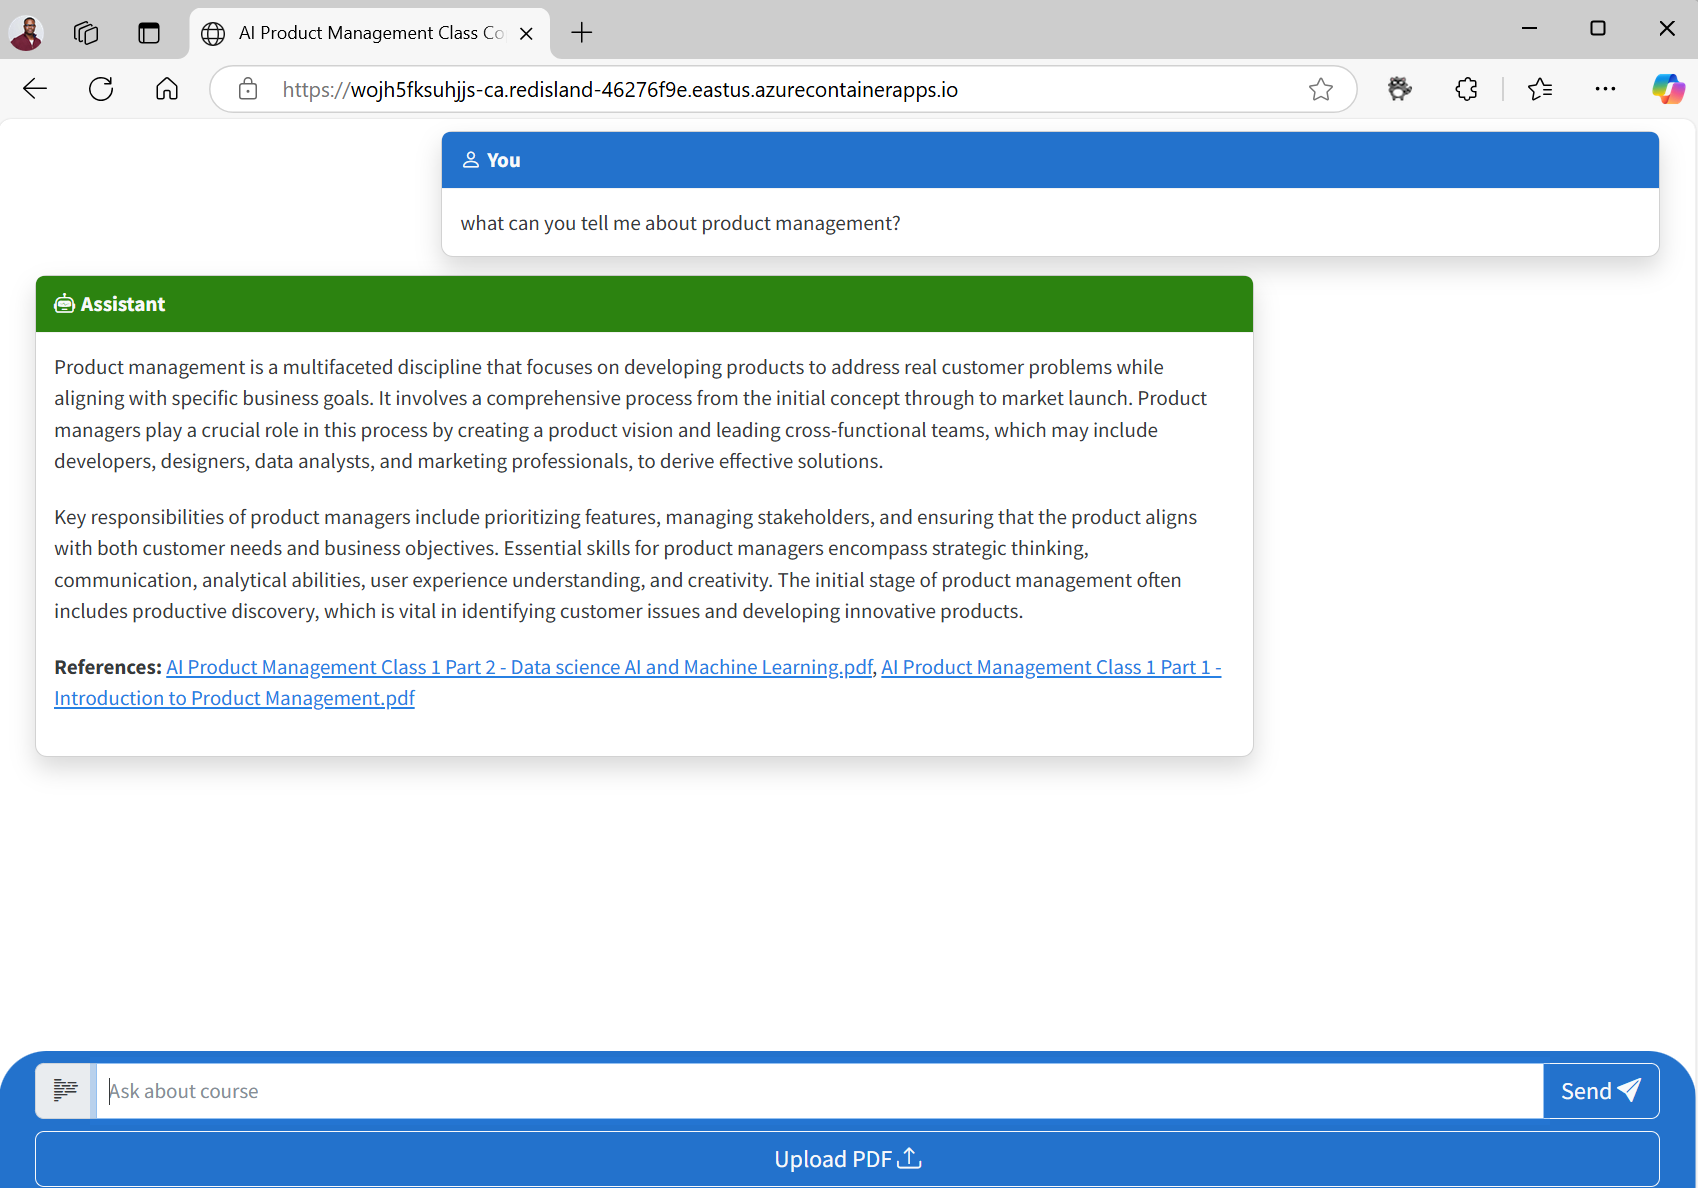 AI Product Management Class Co
https://wojh5fksuhjjs-ca.redisland-46276f9e.eastus.azurecontainerapps.io
You
what can you tell me about product management?
Assistant
Product management is a multifaceted discipline that focuses on developing products to address real customer problems while
aligning with specific business goals. It involves a comprehensive process from the initial concept through to market launch. Product
managers play a crucial role in this process by creating a product vision and leading cross-functional teams, which may include
developers, designers, data analysts, and marketing professionals, to derive effective solutions.
Key responsibilities of product managers include prioritizing features, managing stakeholders, and ensuring that the product aligns
with both customer needs and business objectives. Essential skills for product managers encompass strategic thinking,
communication, analytical abilities, user experience understanding, and creativity. The initial stage of product management often
includes productive discovery, which is vital in identifying customer issues and developing innovative products.
References: AI Product Management Class 1 Part 2 - Data science AI and Machine Learning.pdf, AI Product Management Class 1 Part 1 -
Introduction to Product Management.pdf
Ask about course
Send
Upload PDF